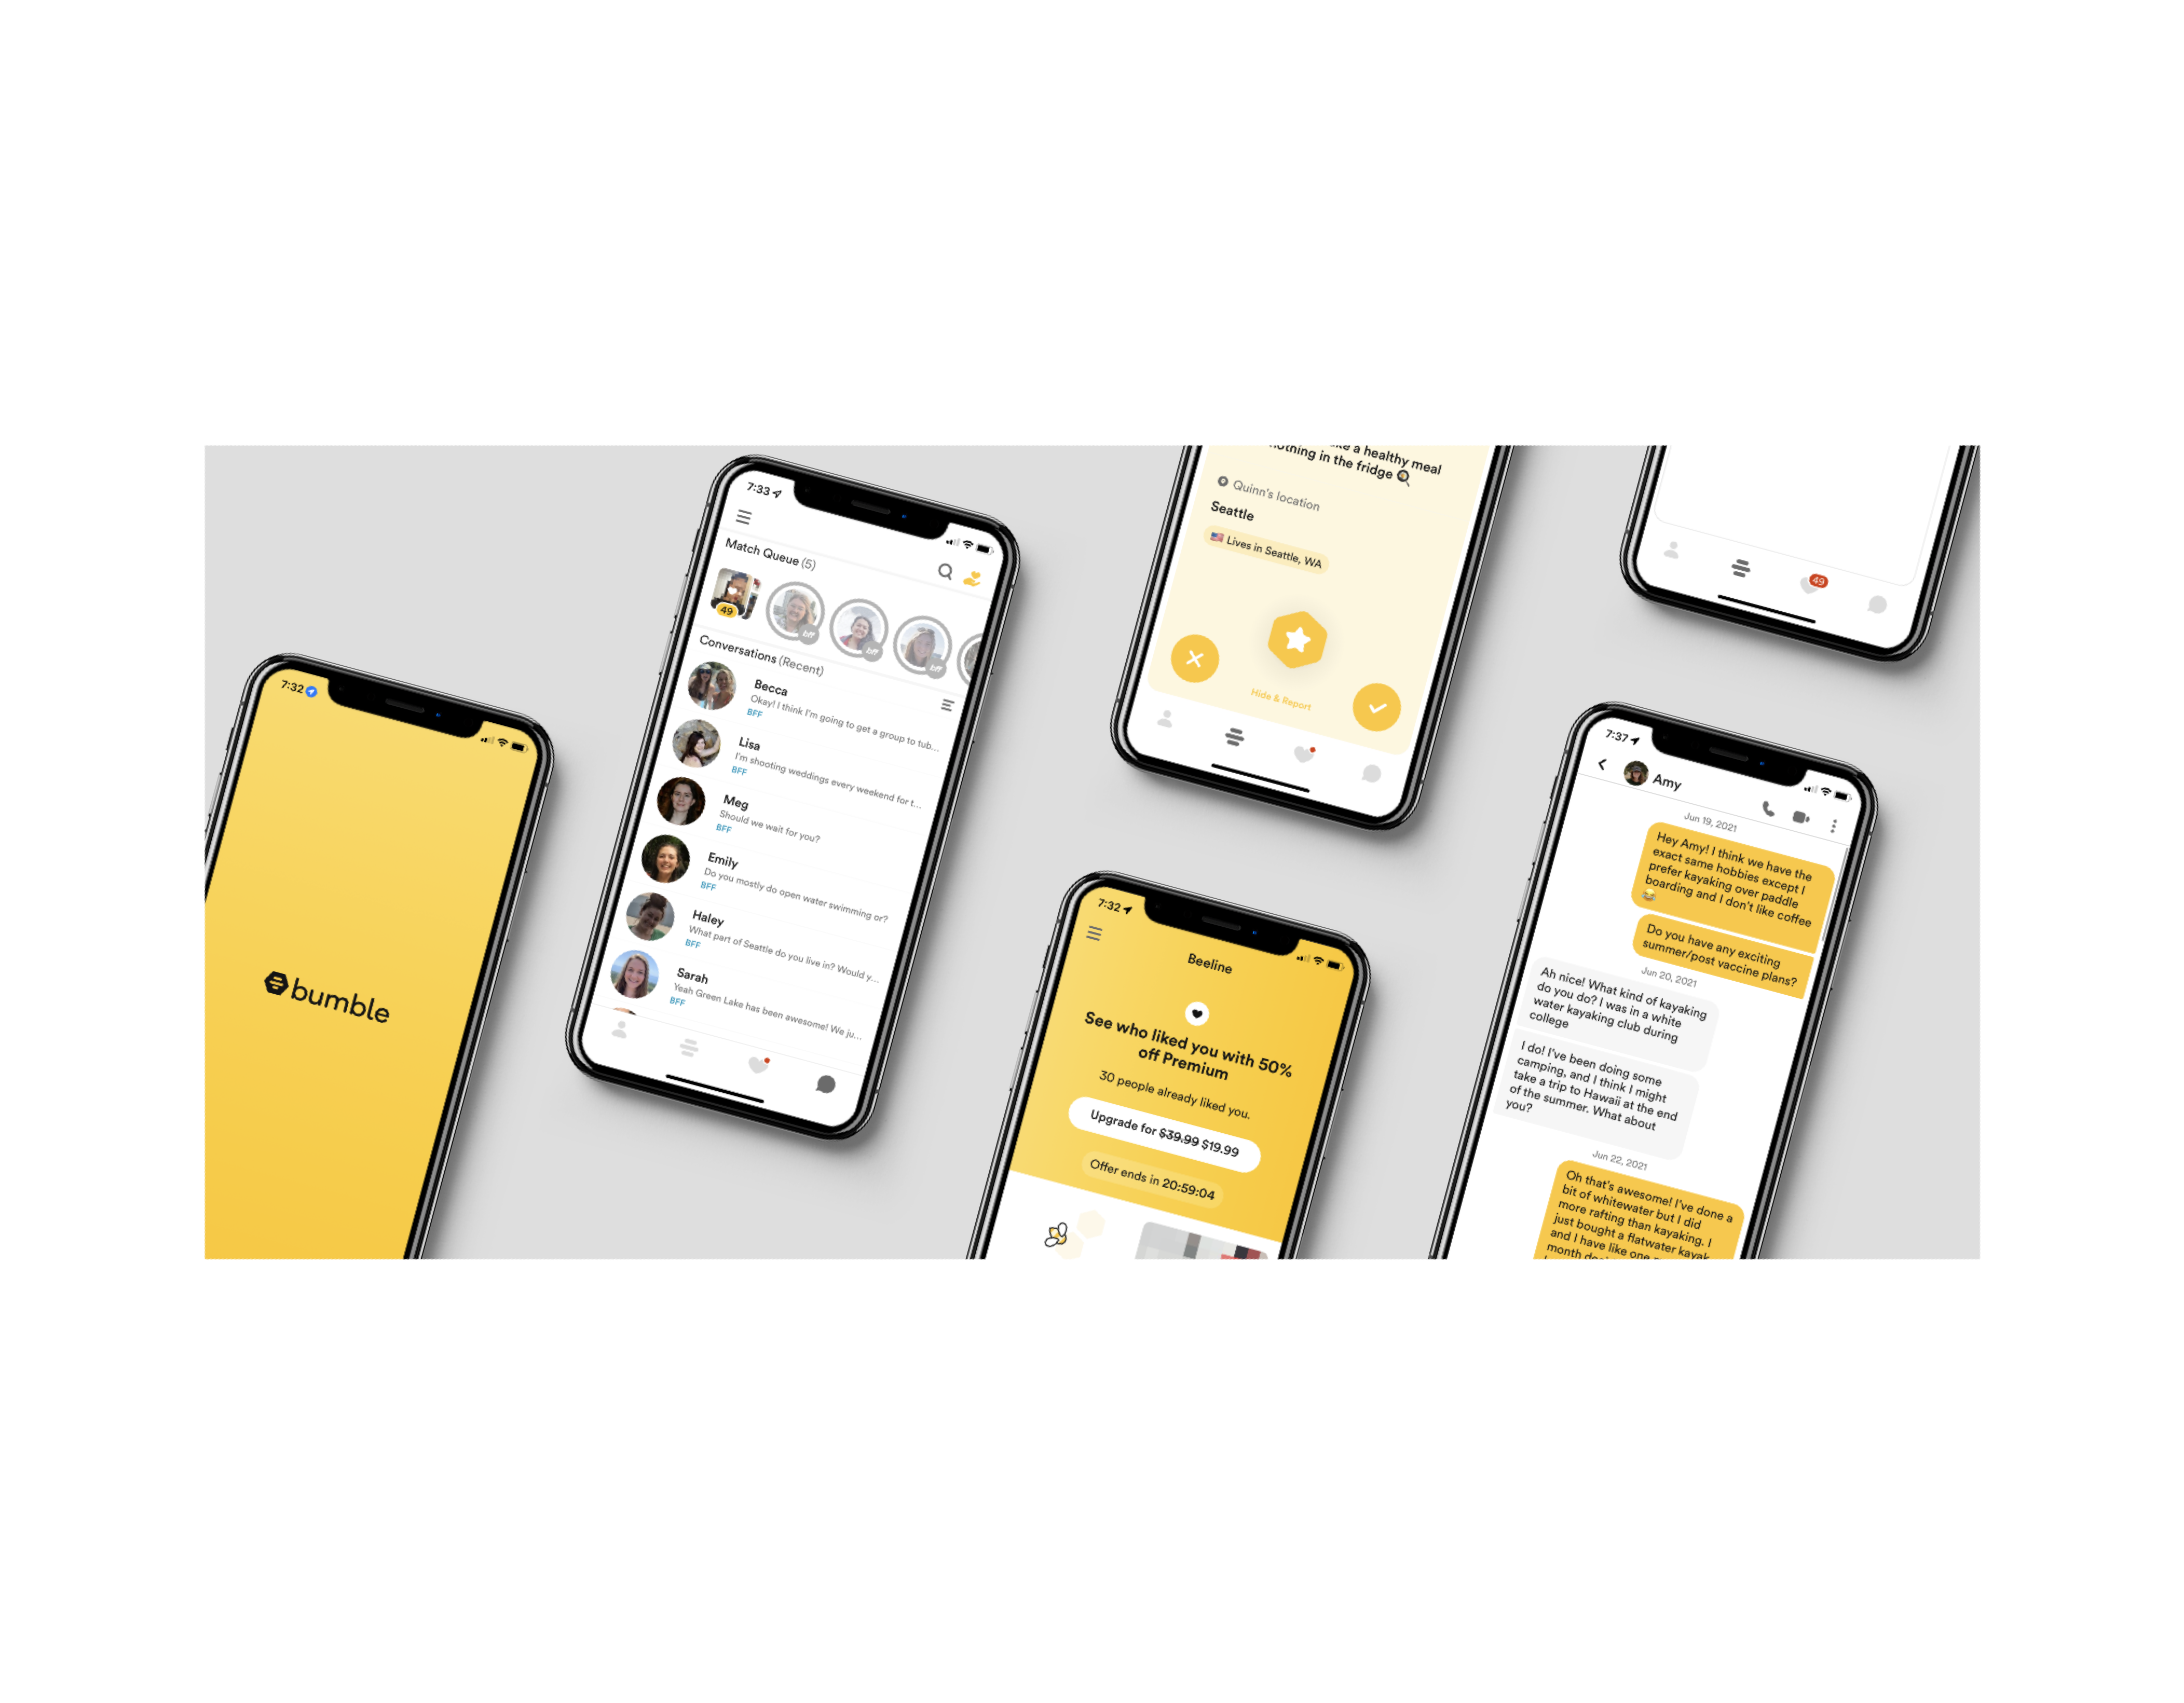 7:32
bumble
7:33
Match Queue (5)
49
bff
bff
bff
Conversations (Recent)
Becca
Okay! I think I'm going to get a group to tub...
BFF
Lisa
I'm shooting weddings every weekend for t...
BFF
Meg
Should we wait for you?
BFF
Emily
Do you mostly do open water swimming or?
BFF
Haley
What part of Seattle do you live in? Would y...
BFF
Sarah
Yeah Green Lake has been awesome! We ju...
BFF
a healthy meal
nothing in the fridge
Quinn's location
Seattle
Lives in Seattle, WA
Hide & Report
7:32
Beeline
See who liked you with 50%
off Premium
30 people already liked you.
Upgrade for $39.99 $19.99
Offer ends in 20:59:04
49
7:37
Amy
Jun 19, 2021
Hey Amy! I think we have the
exact same hobbies except I
prefer kayaking over paddle
boarding and I don't like coffee
Do you have any exciting
summer/post vaccine plans?
Jun 20, 2021
Ah nice! What kind of kayaking
do you do? I was in a white
water kayaking club during
college
I do! I've been doing some
camping, and I think I might
take a trip to Hawaii at the end
of the summer. What about
you?
Jun 22, 2021
Oh that's awesome! I've done a
bit of whitewater but I did
more rafting than kayaking. I
just bought a flatwater kayak
and I have like one
month